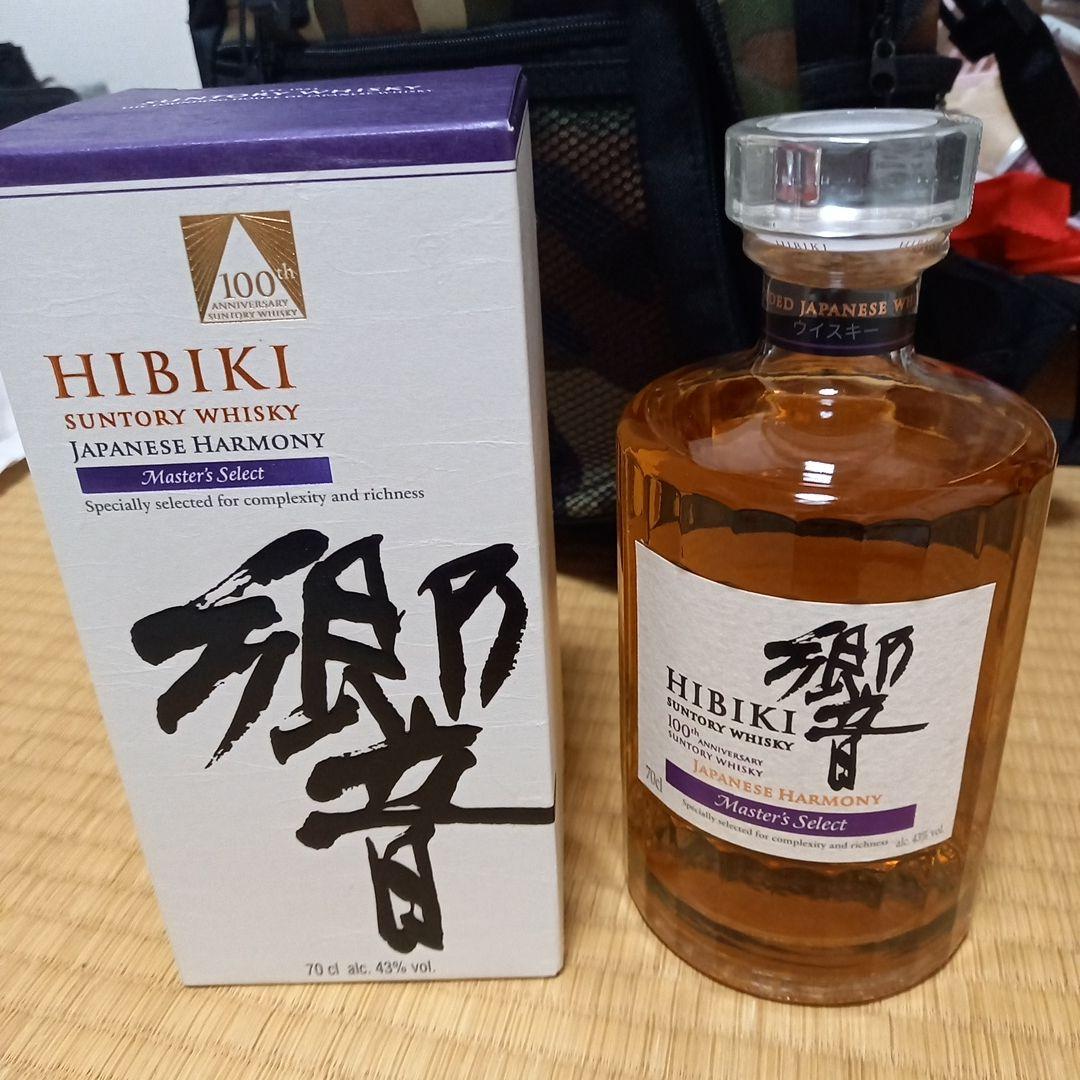 SUNTORY WHISKY
100th
ANNIVERSARY
SUNTORY WHISKY
HIBIKI
SUNTORY WHISKY
JAPANESE HARMONY
Master's Select
Specially selected for complexity and richness
響
70 cl alc. 43% vol.
HIBIKI
JAPANESE
ウイスキー
響
HIBIKI
SUNTORY WHISKY
100th ANNIVERSARY
SUNTORY WHISKY
JAPANESE HARMONY
70cl
Master's Select
Specially selected for complexity and richness
alc. 43% vol.